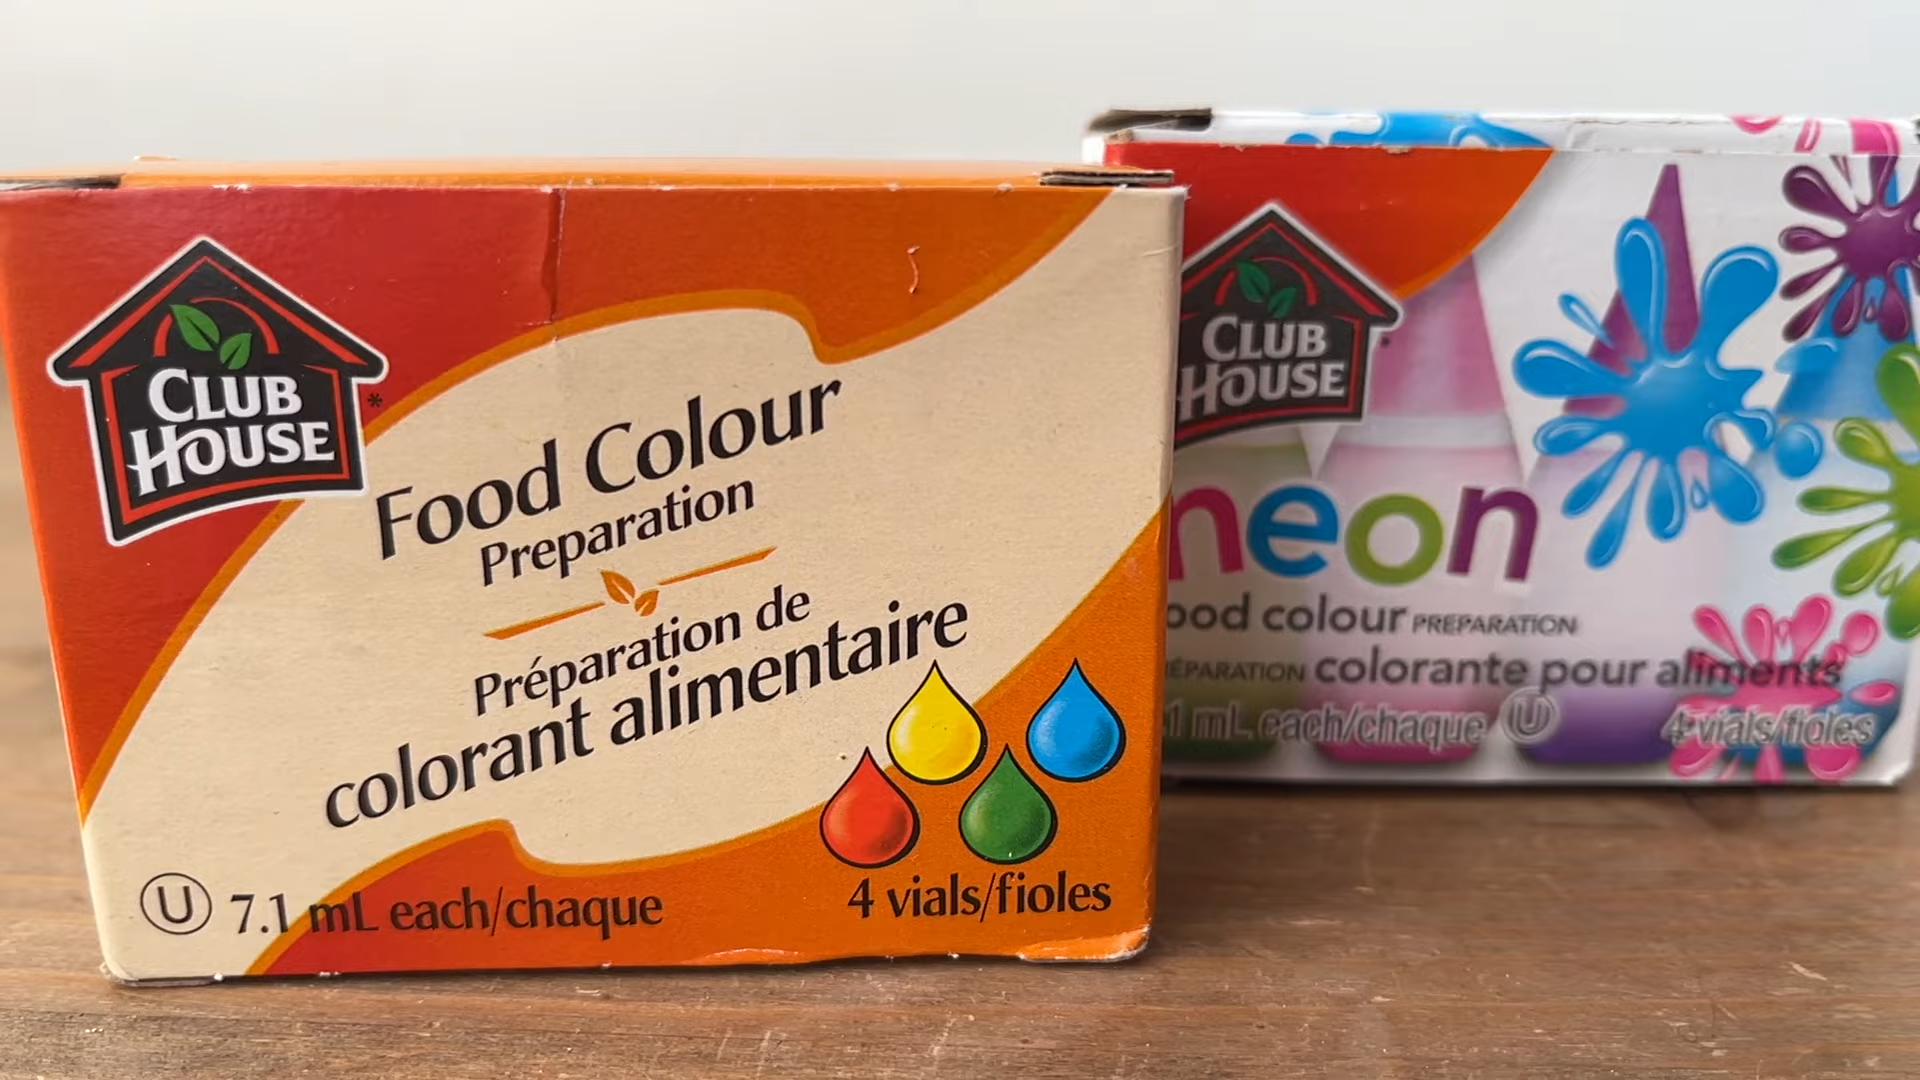 CLUB
HOUSE
*
Food Colour
Preparation
Préparation de
colorant alimentaire
U 7.1 mL each/chaque
4 vials/fioles
CLUB
HOUSE
neon
ood colour PREPARATION
ÉPARATION colorante pour aliments
1 mL each/chaque U
4 vials/fioles